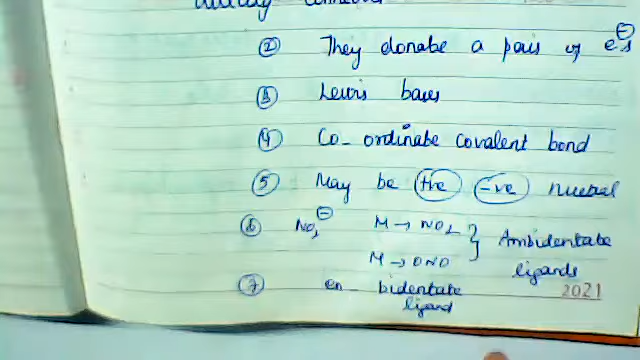 ② They donate a pair of e⊖s
③ Lewis bases
④ Co-ordinate covalent bond
⑤ May be +ve -ve neutral
⑥ NO₂⊖ M → NO₂ } Ambidentate
M → ONO ligands
⑦ en - bidentate
ligand
2021